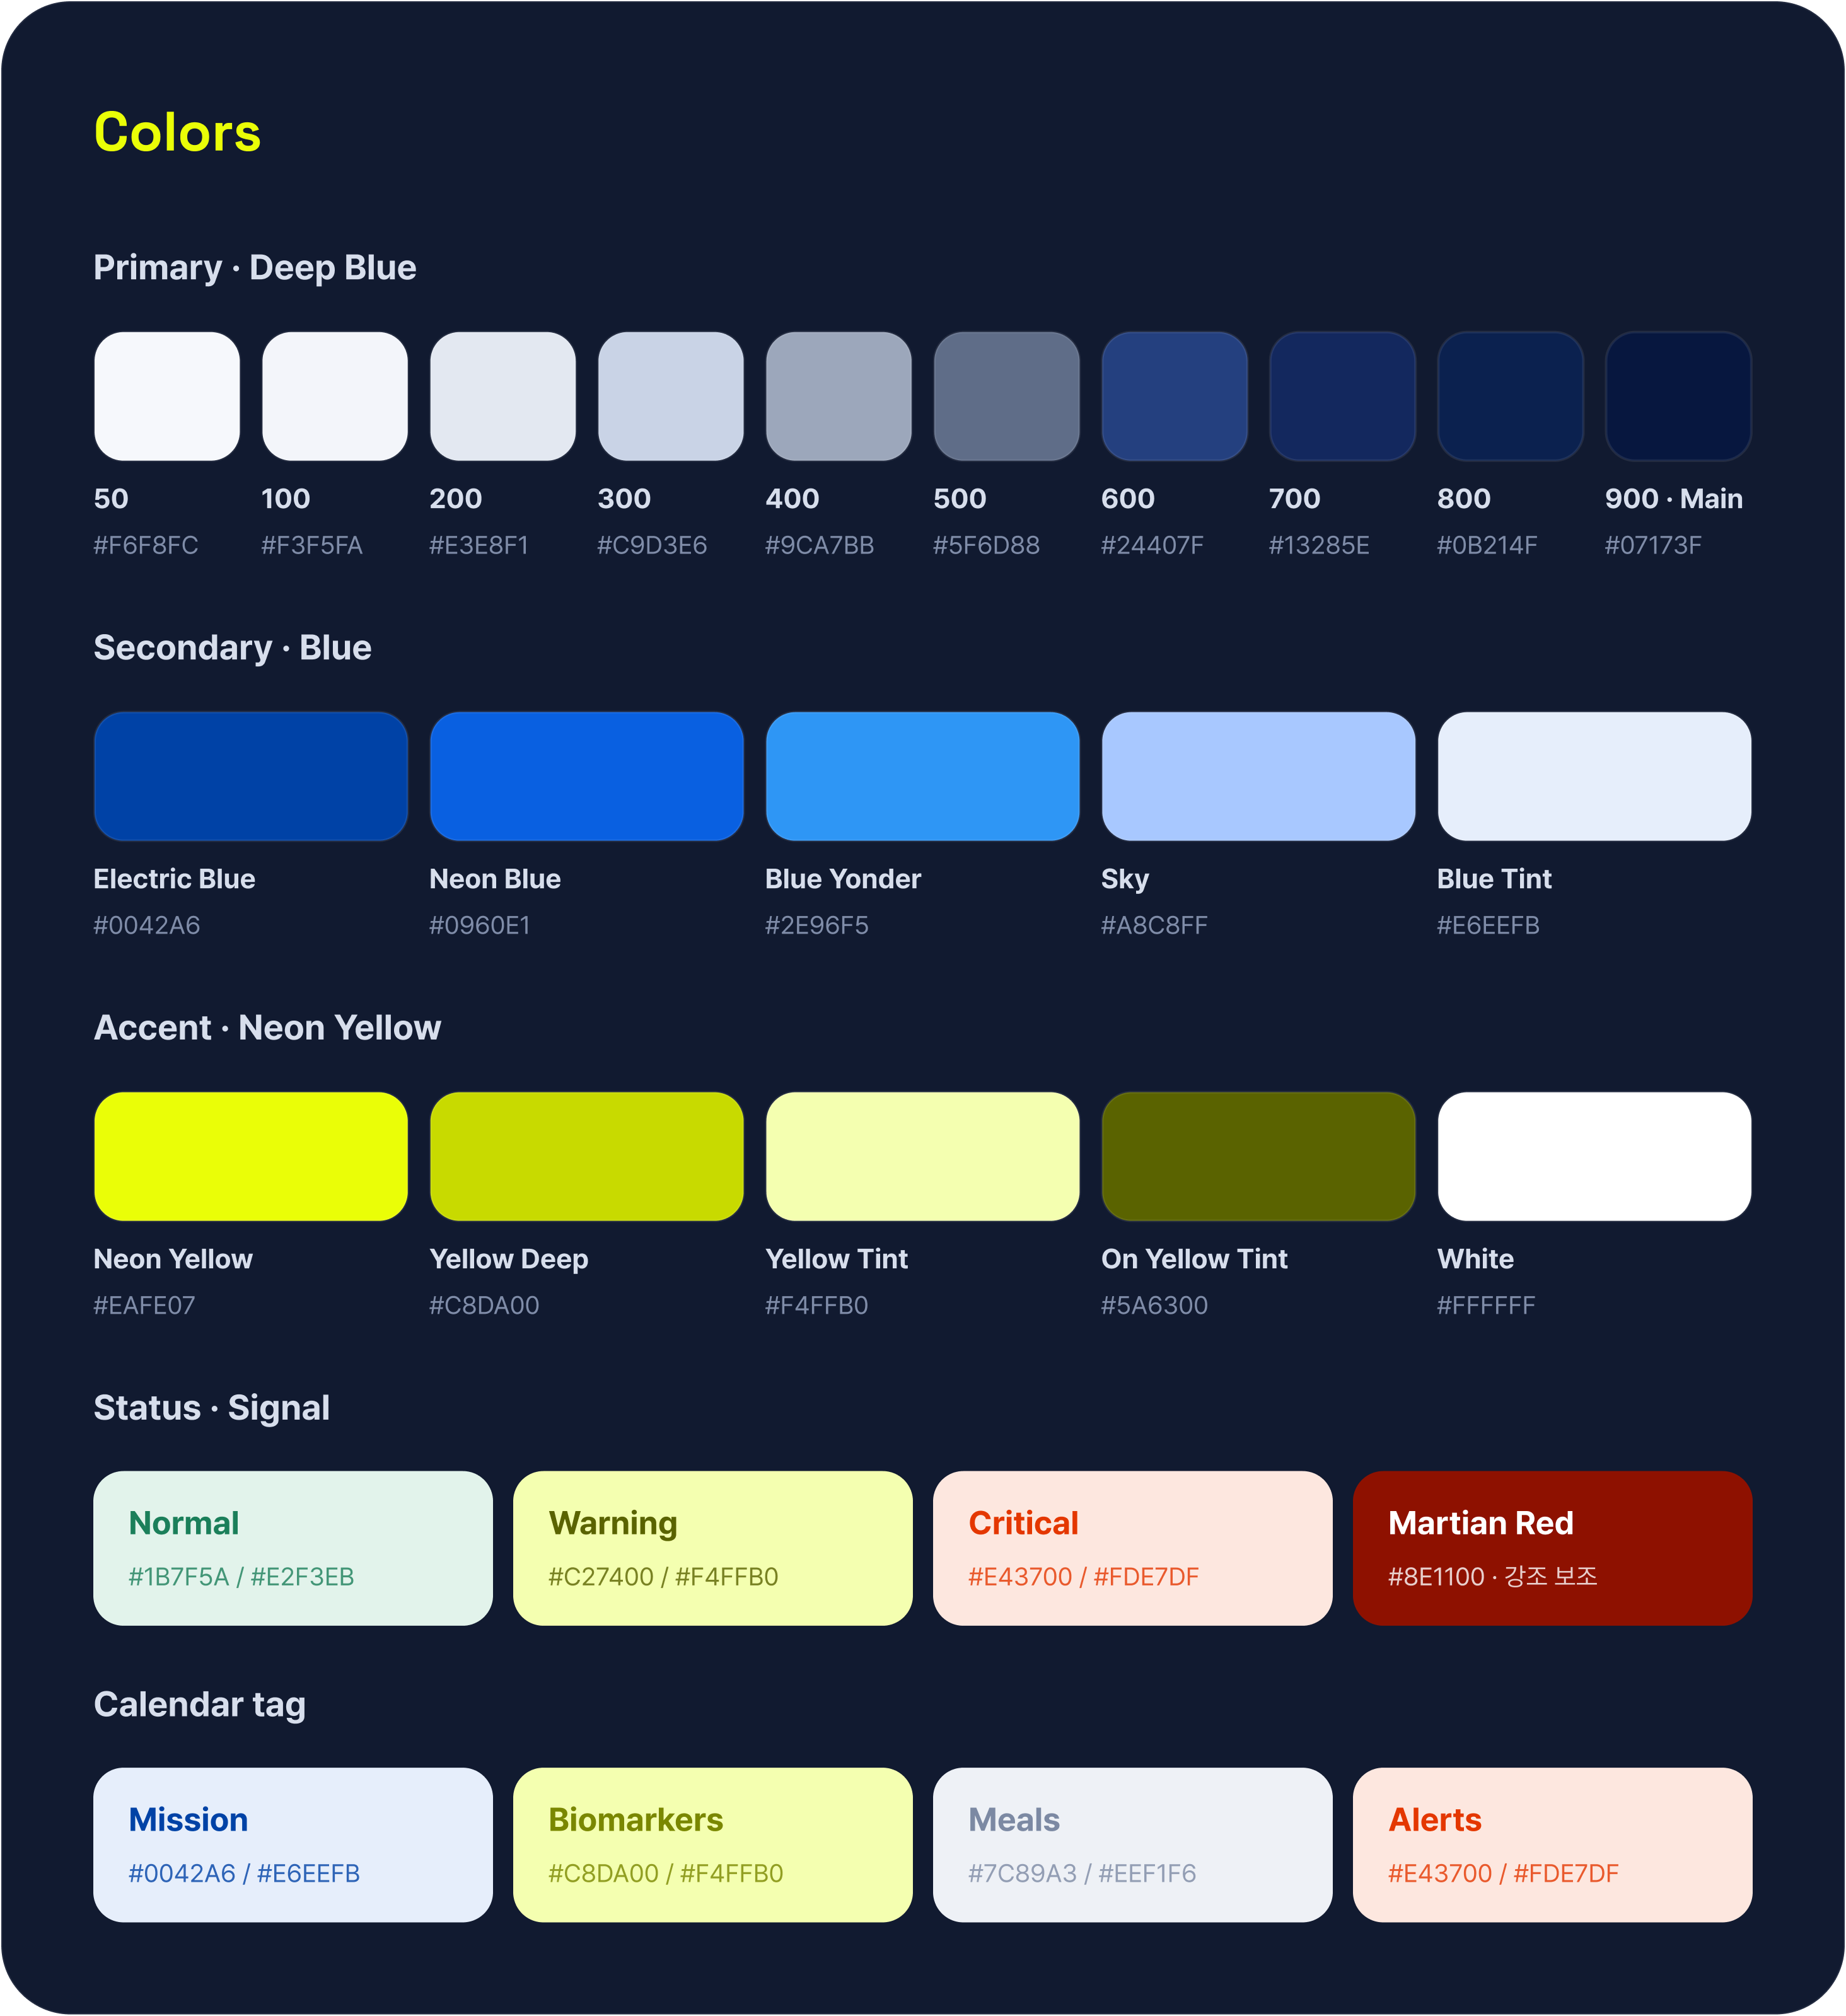 Colors
Primary · Deep Blue
50 100 200 300 400 500 600 700 800 900 · Main
#F6F8FC #F3F5FA #E3E8F1 #C9D3E6 #9CA7BB #5F6D88 #24407F #13285E #0B214F #07173F
Secondary · Blue
Electric Blue Neon Blue Blue Yonder Sky Blue Tint
#0042A6 #0960E1 #2E96F5 #A8C8FF #E6EEFB
Accent · Neon Yellow
Neon Yellow Yellow Deep Yellow Tint On Yellow Tint White
#EAFE07 #C8DA00 #F4FFB0 #5A6300 #FFFFFF
Status · Signal
Normal Warning Critical Martian Red
#1B7F5A / #E2F3EB #C27400 / #F4FFB0 #E43700 / #FDE7DF #8E1100 · 강조 보조
Calendar tag
Mission Biomarkers Meals Alerts
#0042A6 / #E6EEFB #C8DA00 / #F4FFB0 #7C89A3 / #EEF1F6 #E43700 / #FDE7DF